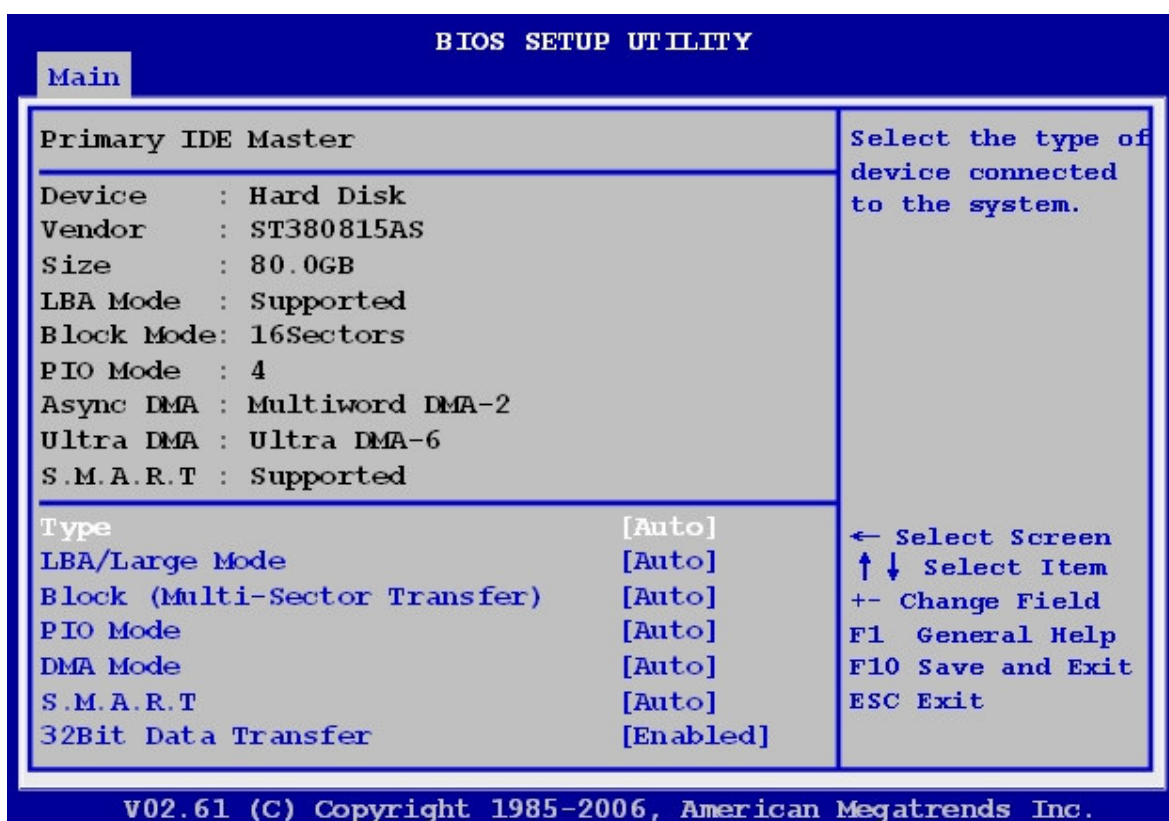 BIOS SETUP UTILITY
Main
Primary IDE Master
Device : Hard Disk
Vendor : ST380815AS
Size : 80.0GB
LBA Mode : Supported
Block Mode: 16Sectors
PIO Mode : 4
Async DMA : Multiword DMA-2
Ultra DMA : Ultra DMA-6
S.M.A.R.T : Supported
Type [Auto]
LBA/Large Mode [Auto]
Block (Multi-Sector Transfer) [Auto]
PIO Mode [Auto]
DMA Mode [Auto]
S.M.A.R.T [Auto]
32Bit Data Transfer [Enabled]
Select the type of
device connected
to the system.
← Select Screen
↑↓ Select Item
+- Change Field
F1 General Help
F10 Save and Exit
ESC Exit
V02.61 (C) Copyright 1985-2006, American Megatrends Inc.